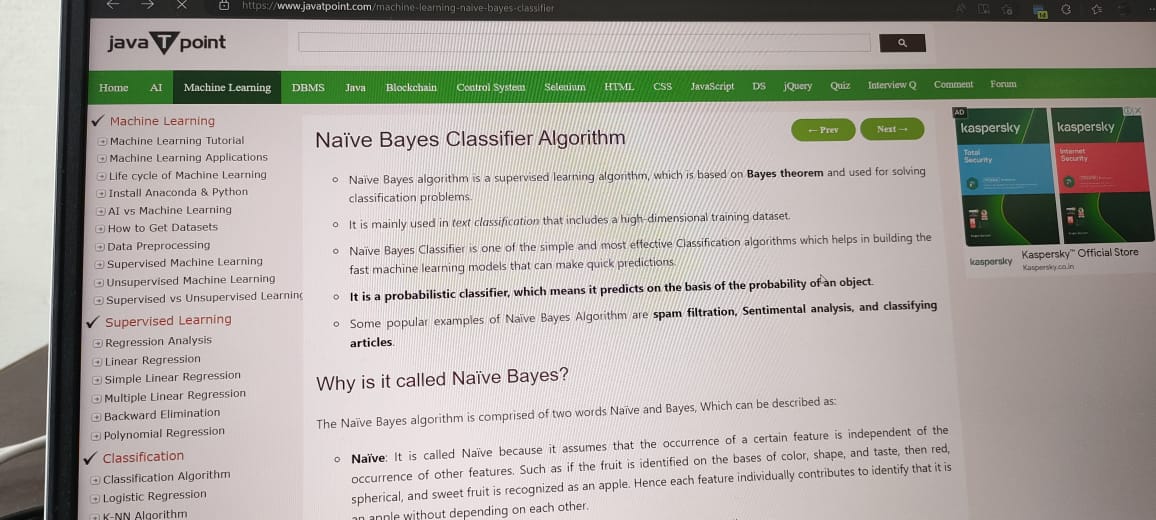 https://www.javatpoint.com/machine-learning-naive-bayes-classifier
java T point
Home AI Machine Learning DBMS Java Blockchain Control System Selenium HTML CSS JavaScript DS jQuery Quiz Interview Q Comment Forum
Machine Learning
Machine Learning Tutorial
Machine Learning Applications
Life cycle of Machine Learning
Install Anaconda & Python
AI vs Machine Learning
How to Get Datasets
Data Preprocessing
Supervised Machine Learning
Unsupervised Machine Learning
Supervised vs Unsupervised Learning
Supervised Learning
Regression Analysis
Linear Regression
Simple Linear Regression
Multiple Linear Regression
Backward Elimination
Polynomial Regression
Classification
Classification Algorithm
Logistic Regression
K-NN Algorithm
Naïve Bayes Classifier Algorithm
← Prev Next →
Naïve Bayes algorithm is a supervised learning algorithm, which is based on Bayes theorem and used for solving
classification problems.
It is mainly used in text classification that includes a high-dimensional training dataset.
Naïve Bayes Classifier is one of the simple and most effective Classification algorithms which helps in building the
fast machine learning models that can make quick predictions.
It is a probabilistic classifier, which means it predicts on the basis of the probability of an object.
Some popular examples of Naïve Bayes Algorithm are spam filtration, Sentimental analysis, and classifying
articles.
Why is it called Naïve Bayes?
The Naïve Bayes algorithm is comprised of two words Naïve and Bayes, Which can be described as:
Naïve: It is called Naïve because it assumes that the occurrence of a certain feature is independent of the
occurrence of other features. Such as if the fruit is identified on the bases of color, shape, and taste, then red,
spherical, and sweet fruit is recognized as an apple. Hence each feature individually contributes to identify that it is
an apple without depending on each other.
AD
kaspersky kaspersky
Total
Security
Internet
Security
kaspersky
Kaspersky™ Official Store
Kaspersky.co.in